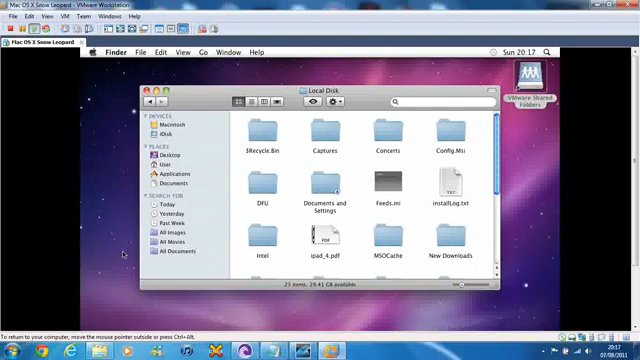 Mac OS X Snow Leopard - VMware Workstation
File Edit View VM Team Windows Help
Mac OS X Snow Leopard
Finder File Edit View Go Window Help Sun 20:17
Local Disk
VMware Shared Folders
DEVICES
Macintosh
iDisk
PLACES
Desktop
User
Applications
Documents
SEARCH FOR
Today
Yesterday
Past Week
All Images
All Movies
All Documents
$Recycle.Bin Captures Concerts Config.Msi
DFU Documents and Settings Feeds.ini installLog.txt
TXT
PDF
Intel ipad_4.pdf MSOCache New Downloads
23 items, 28.41 GB available
To return to your computer, move the mouse pointer outside or press Ctrl+Alt.
20:17
07/08/2011